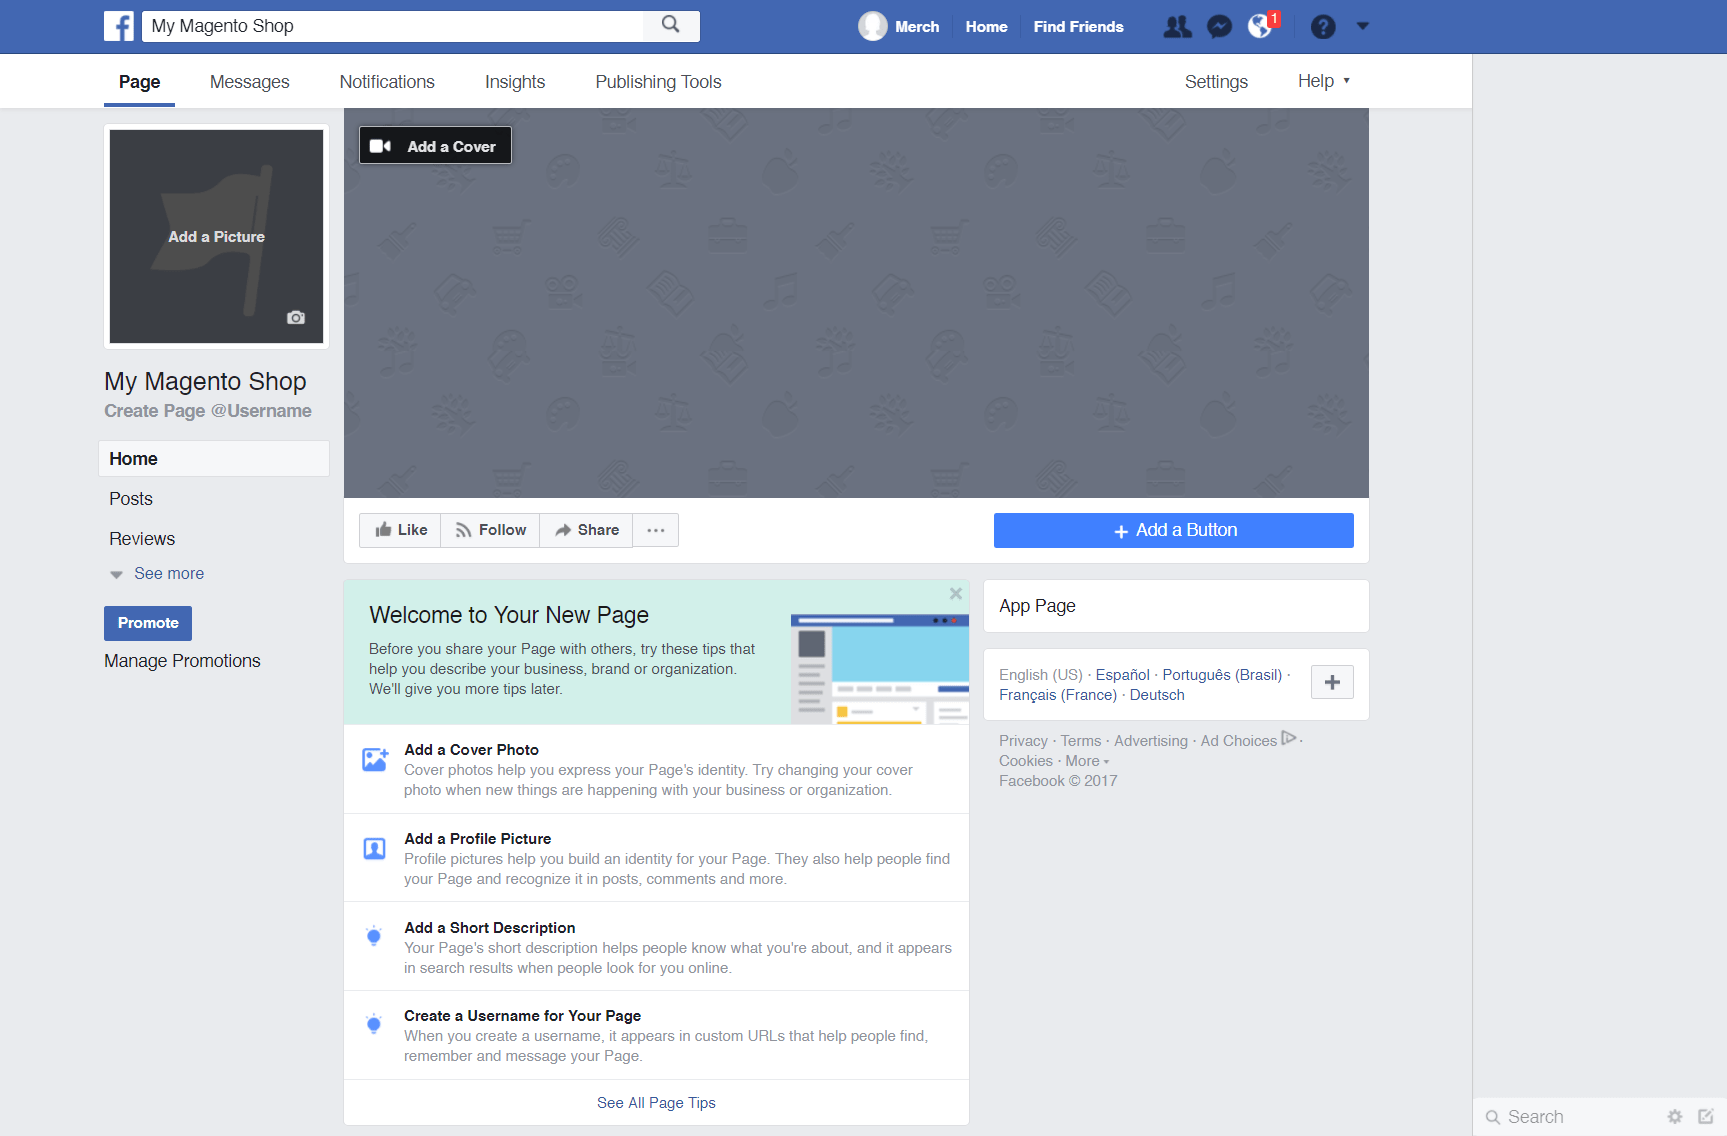 My Magento Shop
Merch Home Find Friends 1
Page Messages Notifications Insights Publishing Tools Settings Help
Add a Cover
Add a Picture
My Magento Shop
Create Page @Username
Home
Posts
Reviews
See more
Promote
Manage Promotions
Like Follow Share
Add a Button
Welcome to Your New Page
Before you share your Page with others, try these tips that
help you describe your business, brand or organization.
We'll give you more tips later.
Add a Cover Photo
Cover photos help you express your Page's identity. Try changing your cover
photo when new things are happening with your business or organization.
Add a Profile Picture
Profile pictures help you build an identity for your Page. They also help people find
your Page and recognize it in posts, comments and more.
Add a Short Description
Your Page's short description helps people know what you're about, and it appears
in search results when people look for you online.
Create a Username for Your Page
When you create a username, it appears in custom URLs that help people find,
remember and message your Page.
See All Page Tips
App Page
English (US) · Español · Português (Brasil) ·
Français (France) · Deutsch
Privacy · Terms · Advertising · Ad Choices ·
Cookies · More
Facebook © 2017
Search